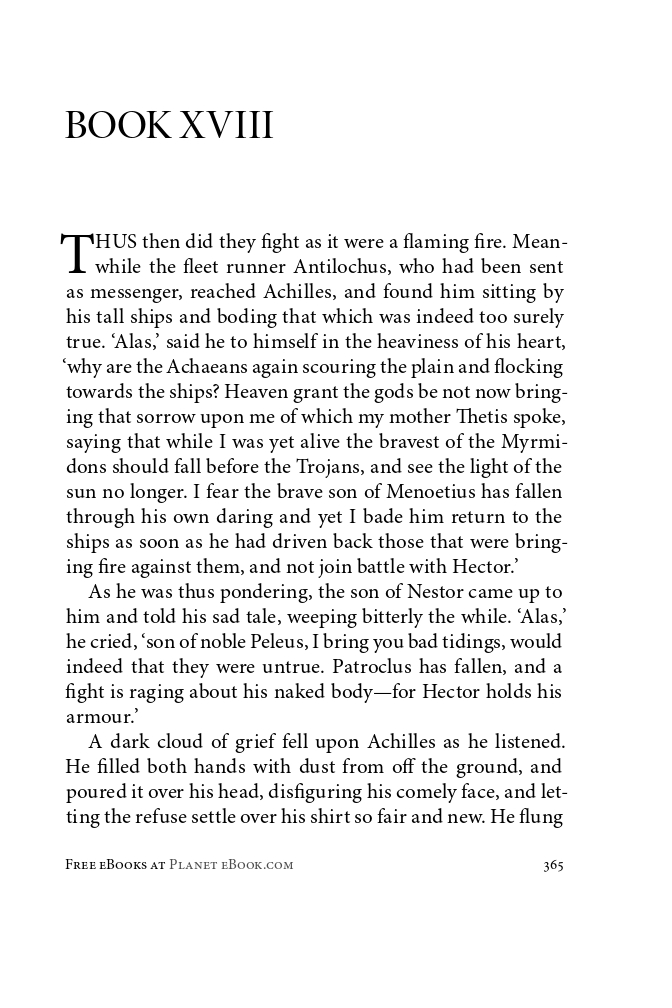 BOOK XVIII
THUS then did they fight as it were a flaming fire. Mean-
while the fleet runner Antilochus, who had been sent
as messenger, reached Achilles, and found him sitting by
his tall ships and boding that which was indeed too surely
true. ‘Alas,’ said he to himself in the heaviness of his heart,
‘why are the Achaeans again scouring the plain and flocking
towards the ships? Heaven grant the gods be not now bring-
ing that sorrow upon me of which my mother Thetis spoke,
saying that while I was yet alive the bravest of the Myrmi-
dons should fall before the Trojans, and see the light of the
sun no longer. I fear the brave son of Menoetius has fallen
through his own daring and yet I bade him return to the
ships as soon as he had driven back those that were bring-
ing fire against them, and not join battle with Hector.’
As he was thus pondering, the son of Nestor came up to
him and told his sad tale, weeping bitterly the while. ‘Alas,’
he cried, ‘son of noble Peleus, I bring you bad tidings, would
indeed that they were untrue. Patroclus has fallen, and a
fight is raging about his naked body—for Hector holds his
armour.’
A dark cloud of grief fell upon Achilles as he listened.
He filled both hands with dust from off the ground, and
poured it over his head, disfiguring his comely face, and let-
ting the refuse settle over his shirt so fair and new. He flung
Free eBooks at Planet eBook.com 365